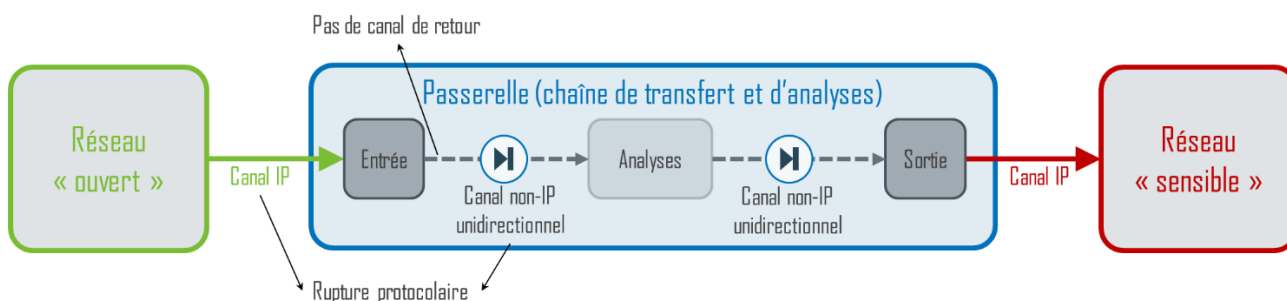 Pas de canal de retour
Passerelle (chaîne de transfert et d'analyses)
Réseau
« ouvert »
Canal IP
Entrée
Canal non-IP
unidirectionnel
Analyses
Canal non-IP
unidirectionnel
Sortie
Canal IP
Réseau
« sensible »
Rupture protocolaire